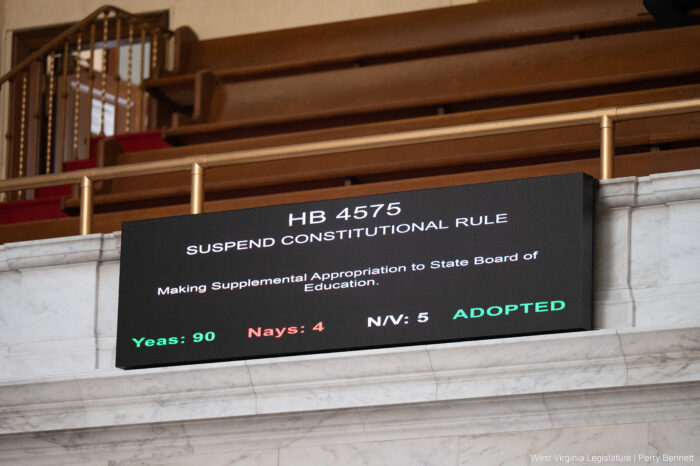 HB 4575
SUSPEND CONSTITUTIONAL RULE
Making Supplemental Appropriation to State Board of
Education.
Yeas: 90 Nays: 4 N/V: 5 ADOPTED
West Virginia Legislature | Perry Bennett